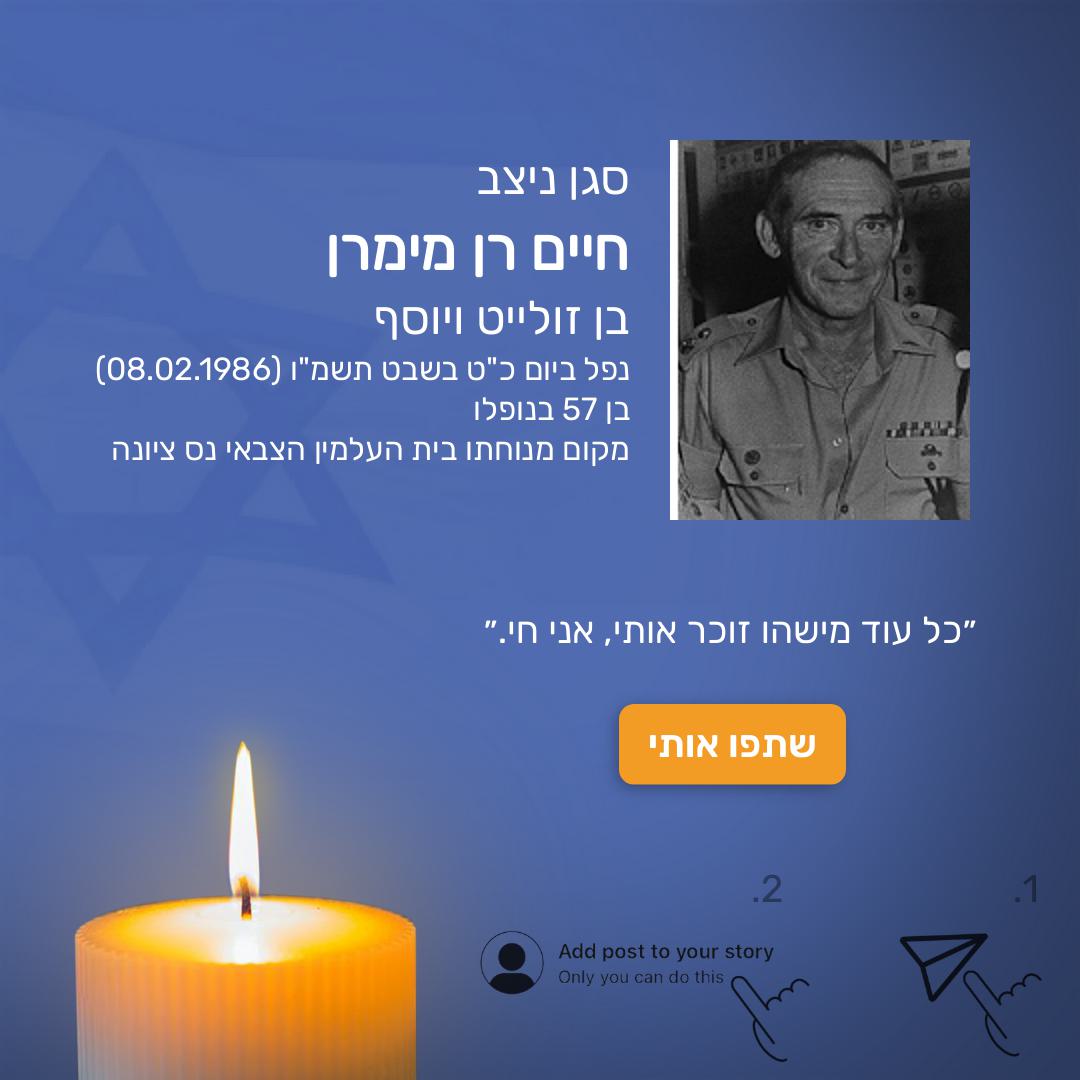 סגן ניצב
חיים רן מימרן
בן זולייט ויוסף
נפל ביום כ"ט בשבט תשמ"ו (08.02.1986)
בן 57 בנופלו
מקום מנוחתו בית העלמין הצבאי נס ציונה
״כל עוד מישהו זוכר אותי, אני חי.״
שתפו אותי
.1
.2
Add post to your story
Only you can do this